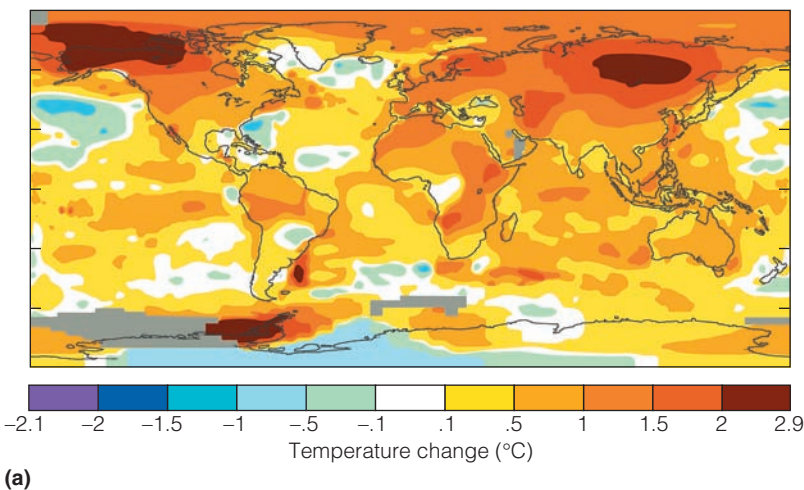 –2.1 –2 –1.5 –1 –.5 –.1 .1 .5 1 1.5 2 2.9
Temperature change (°C)
(a)